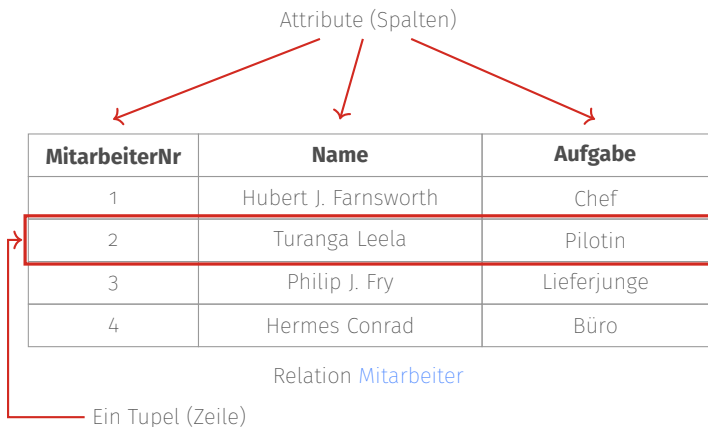 Attribute (Spalten)
MitarbeiterNr Name Aufgabe
1 Hubert J. Farnsworth Chef
2 Turanga Leela Pilotin
3 Philip J. Fry Lieferjunge
4 Hermes Conrad Büro
Relation Mitarbeiter
Ein Tupel (Zeile)